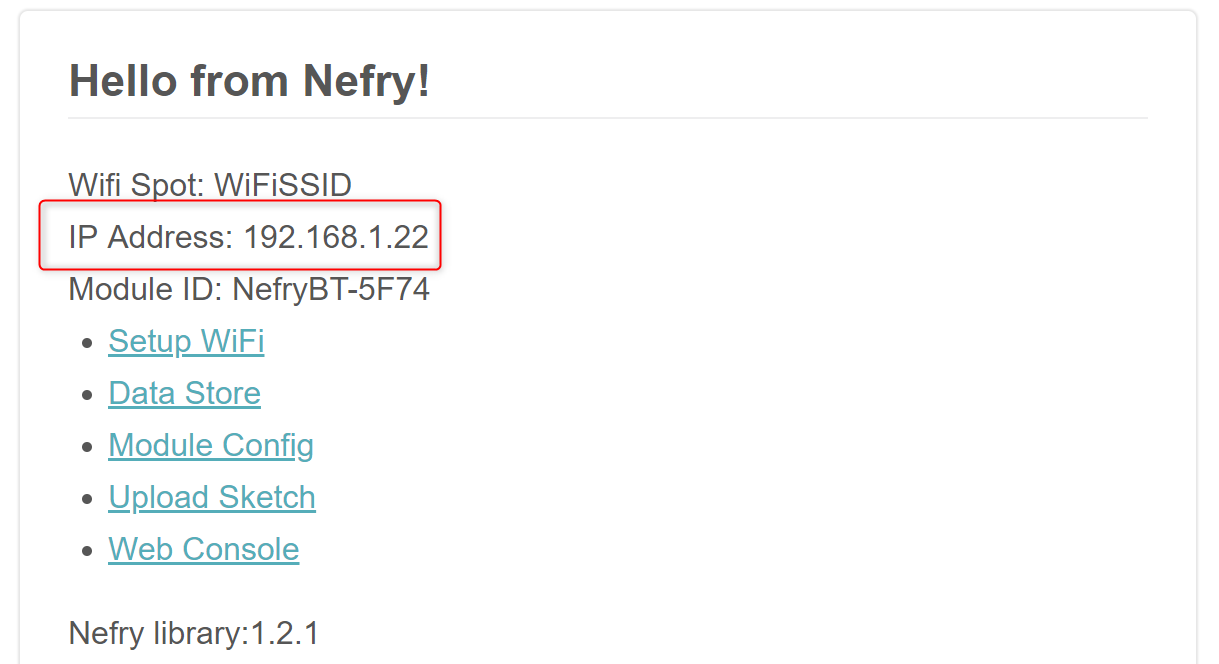 Hello from Nefry!
Wifi Spot: WiFiSSID
IP Address: 192.168.1.22
Module ID: NefryBT-5F74
Setup WiFi
Data Store
Module Config
Upload Sketch
Web Console
Nefry library:1.2.1